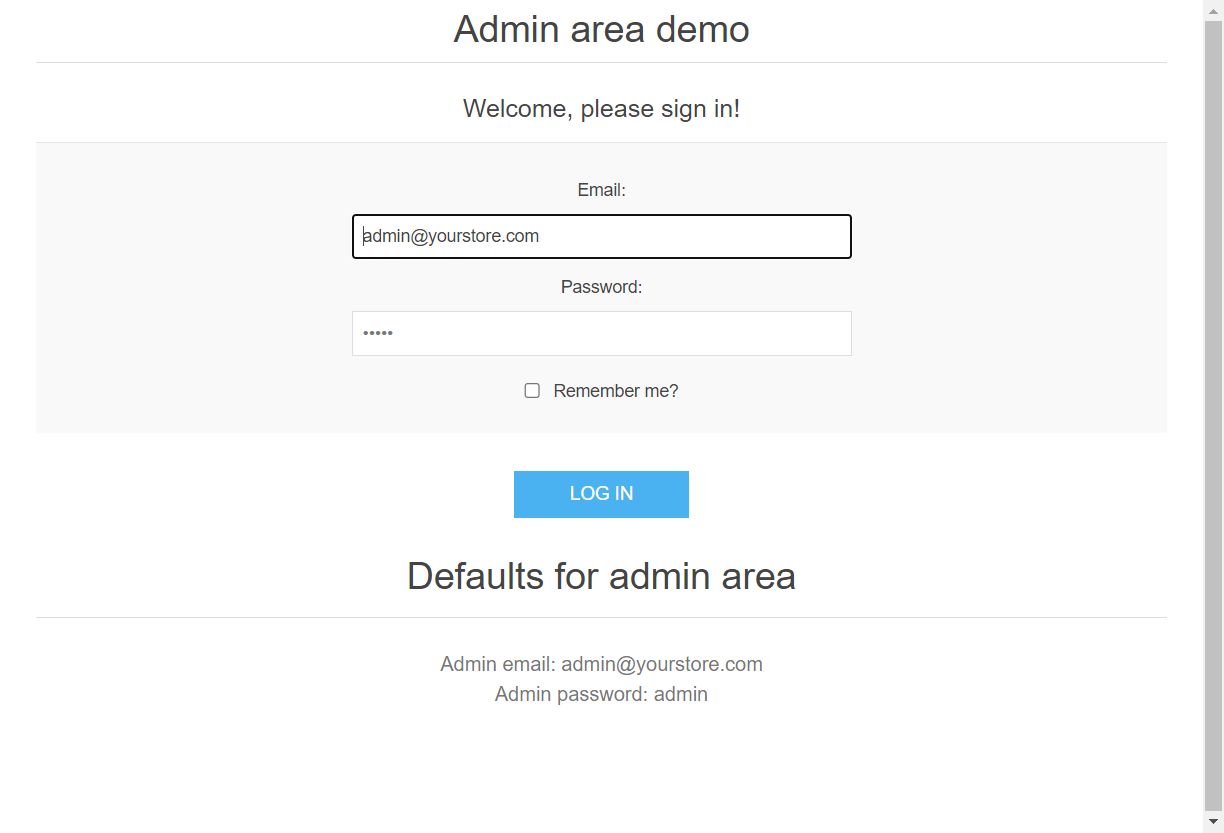 Admin area demo
Welcome, please sign in!
Email:
admin@yourstore.com
Password:
•••••
Remember me?
LOG IN
Defaults for admin area
Admin email: admin@yourstore.com
Admin password: admin